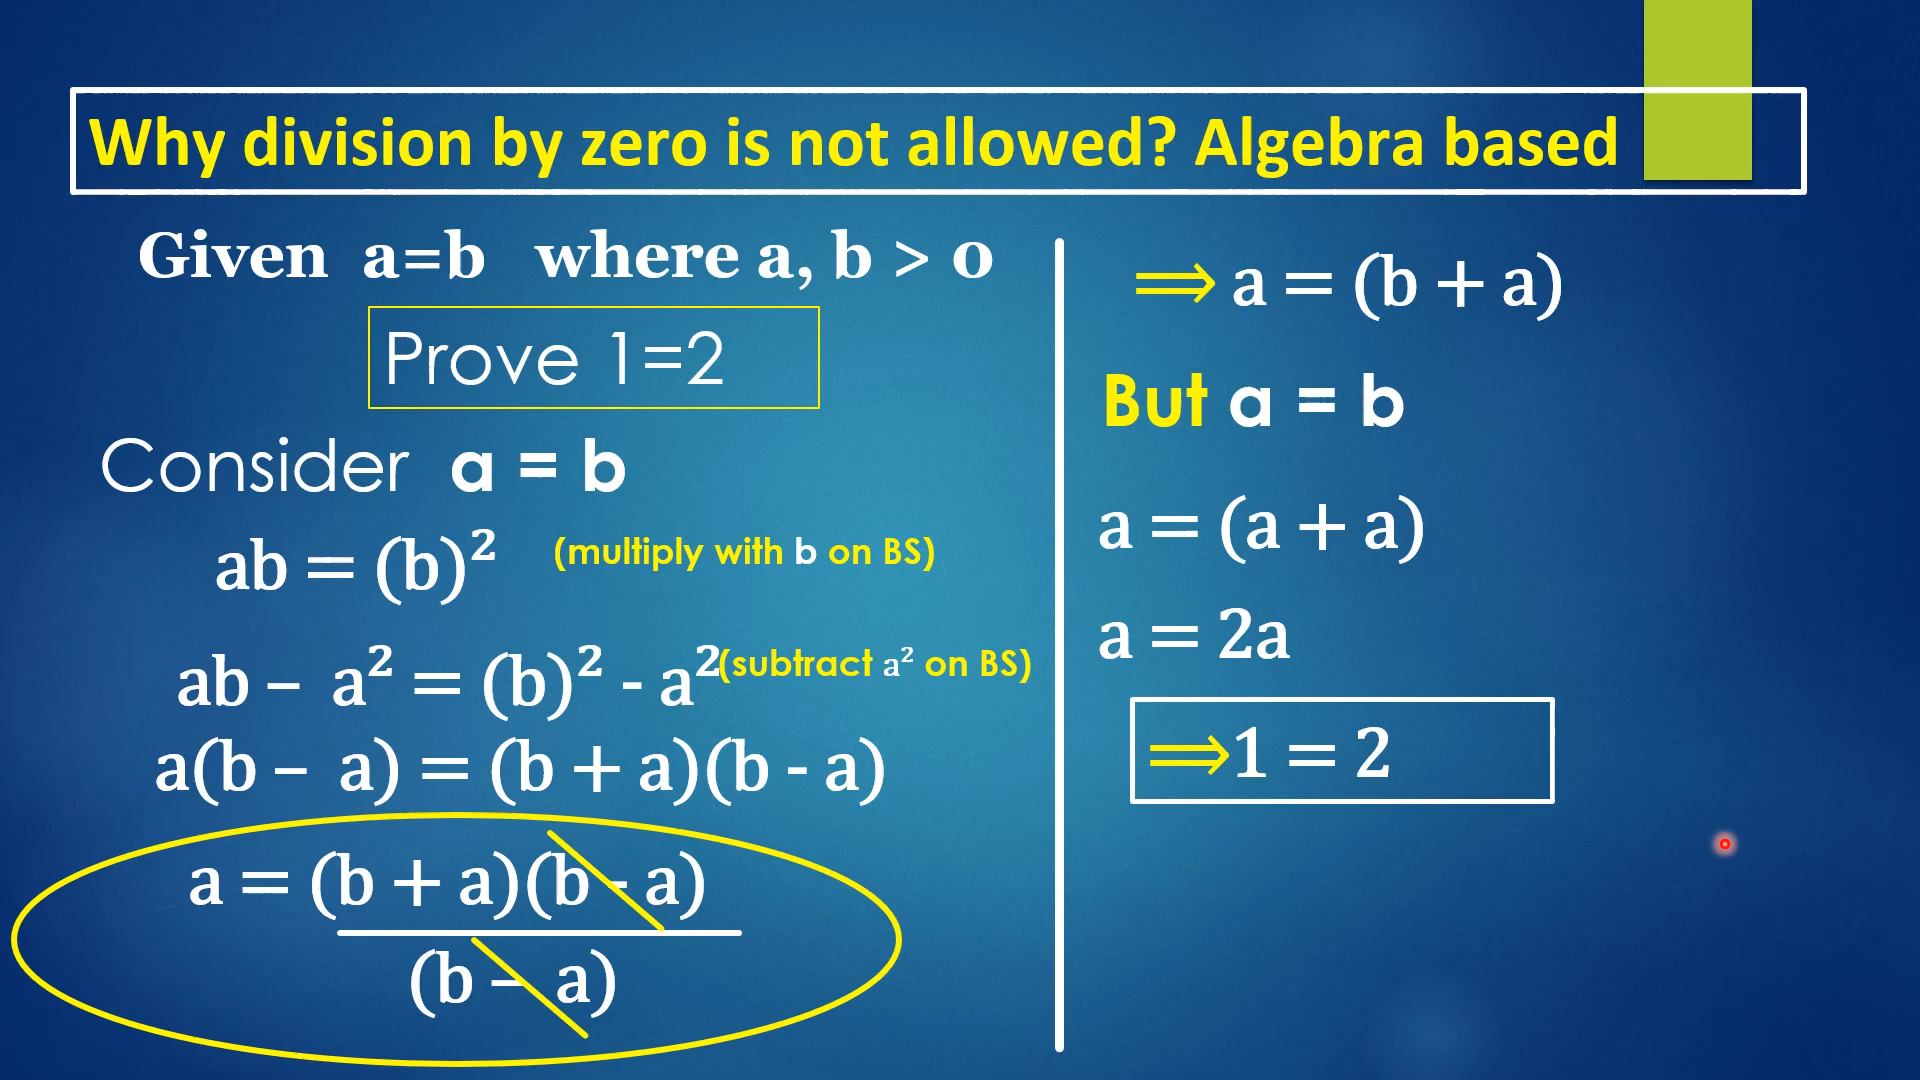 Why division by zero is not allowed? Algebra based
Given a=b where a, b > 0
Prove 1=2
Consider a = b
ab = (b)² (multiply with b on BS)
ab – a² = (b)² - a² (subtract a² on BS)
a(b – a) = (b + a)(b - a)
a = (b + a)(b - a)
(b – a)
⟹ a = (b + a)
But a = b
a = (a + a)
a = 2a
⟹1 = 2